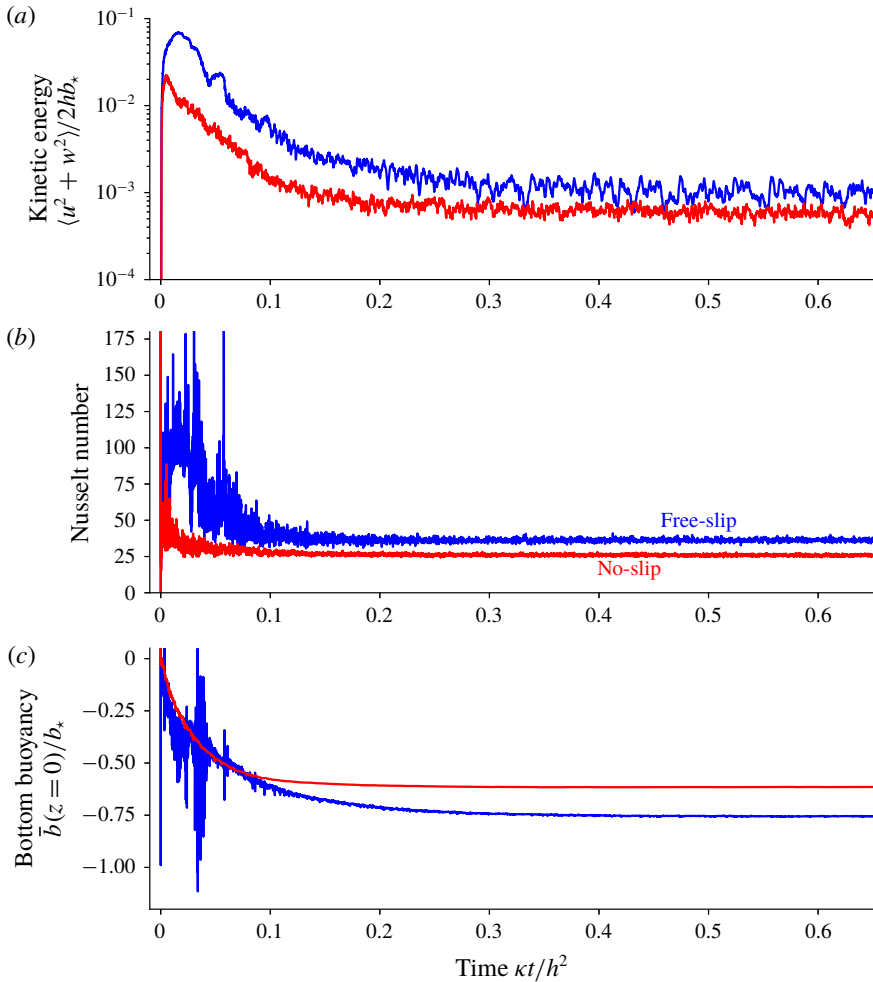 (a)
Kinetic energy
⟨u² + w²⟩/2hb⋆
10⁻¹
10⁻²
10⁻³
10⁻⁴
0 0.1 0.2 0.3 0.4 0.5 0.6
(b)
Nusselt number
175
150
125
100
75
50
25
0
Free-slip
No-slip
0 0.1 0.2 0.3 0.4 0.5 0.6
(c)
Bottom buoyancy
b̄(z = 0)/b⋆
0
−0.25
−0.50
−0.75
−1.00
0 0.1 0.2 0.3 0.4 0.5 0.6
Time κt/h²